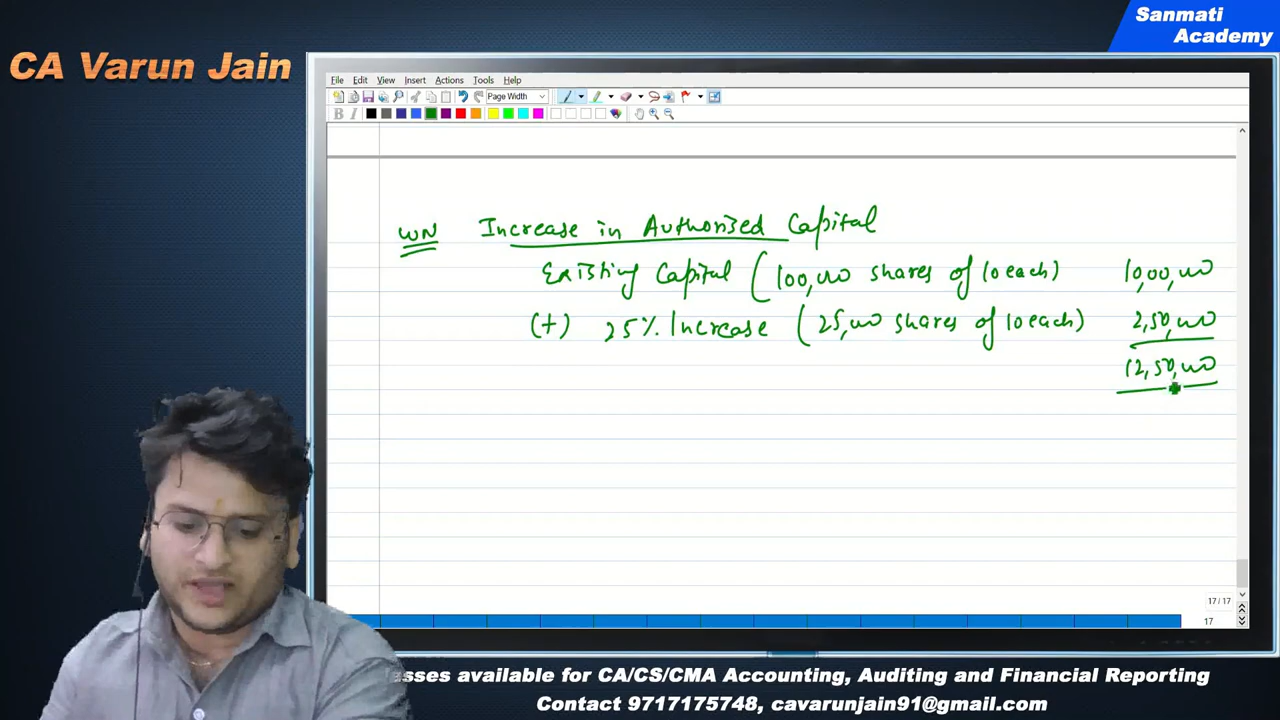 Sanmati
Academy
CA Varun Jain
File Edit View Insert Actions Tools Help
Page Width
B I
WN Increase in Authorised Capital
Existing Capital (100,000 shares of 10 each) 10,00,000
(+) 25% Increase (25,000 shares of 10 each) 2,50,000
12,50,000
17/17
17
sses available for CA/CS/CMA Accounting, Auditing and Financial Reporting
Contact 9717175748, cavarunjain91@gmail.com